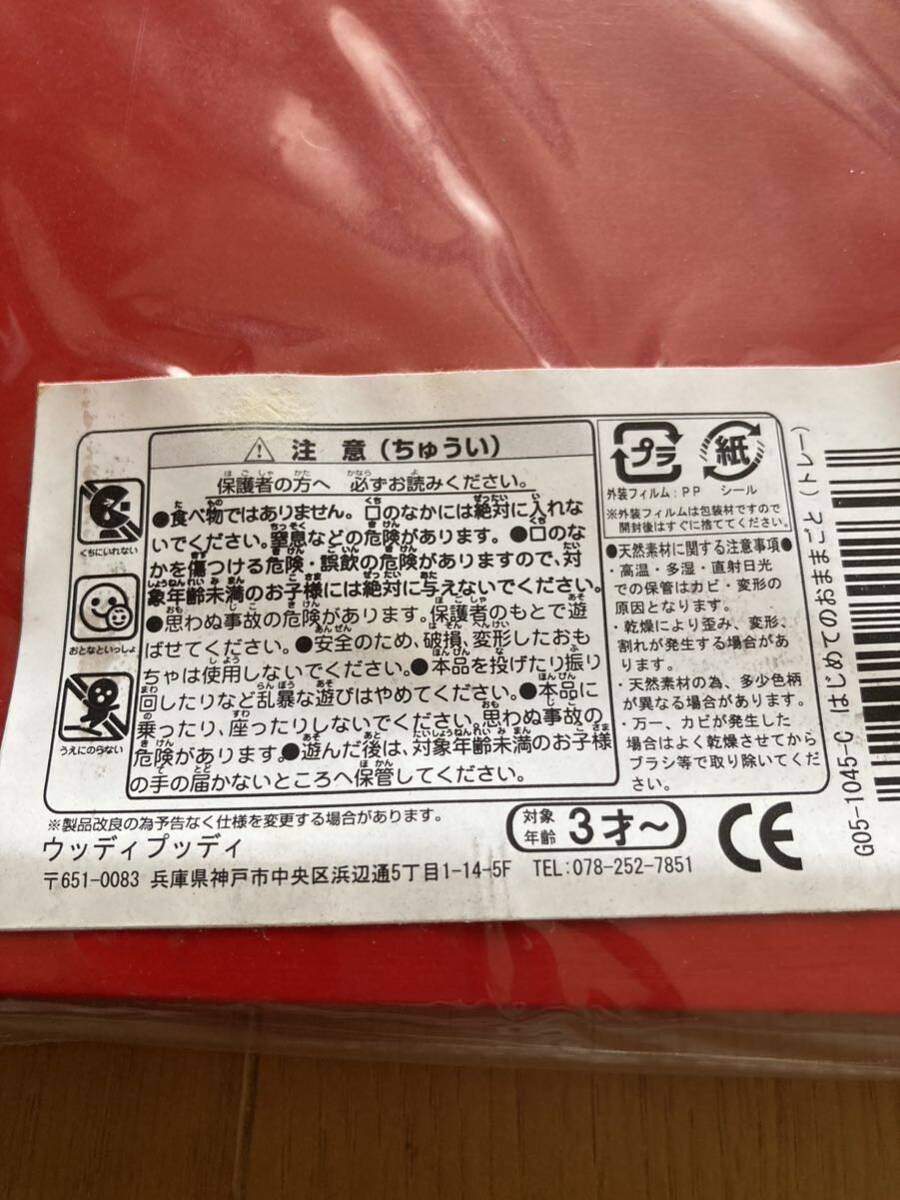 注 意 (ちゅうい)
保護者の方へ 必ずお読みください。
●食べ物ではありません。口のなかには絶対に入れな
いでください。窒息などの危険があります。●口のな
かを傷つける危険・誤飲の危険がありますので、対
象年齢未満のお子様には絶対に与えないでください。
●思わぬ事故の危険があります。保護者のもとで遊
ばせてください。●安全のため、破損、変形したおも
ちゃは使用しないでください。●本品を投げたり振り
回したりなど乱暴な遊びはやめてください。●本品に
乗ったり、座ったりしないでください。思わぬ事故の
危険があります。●遊んだ後は、対象年齢未満のお子様
の手の届かないところへ保管してください。
くちにいれない
おとなといっしょ
うえにのらない
プラ 紙
外装フィルム:PP シール
※外装フィルムは包装材ですので
開封後はすぐに捨ててください。
●天然素材に関する注意事項●
・高温・多湿・直射日光
での保管はカビ・変形の
原因となります。
・乾燥により歪み、変形、
割れが発生する場合があ
ります。
・天然素材の為、多少色柄
が異なる場合があります。
・万一、カビが発生した
場合はよく乾燥させてから
ブラシ等で取り除いてくだ
さい。
※製品改良の為予告なく仕様を変更する場合があります。
対象年齢 3才~
CE
ウッディプッディ
〒651-0083 兵庫県神戸市中央区浜辺通5丁目1-14-5F TEL:078-252-7851
G05-1045-C はじめてのおままごと(トレー)